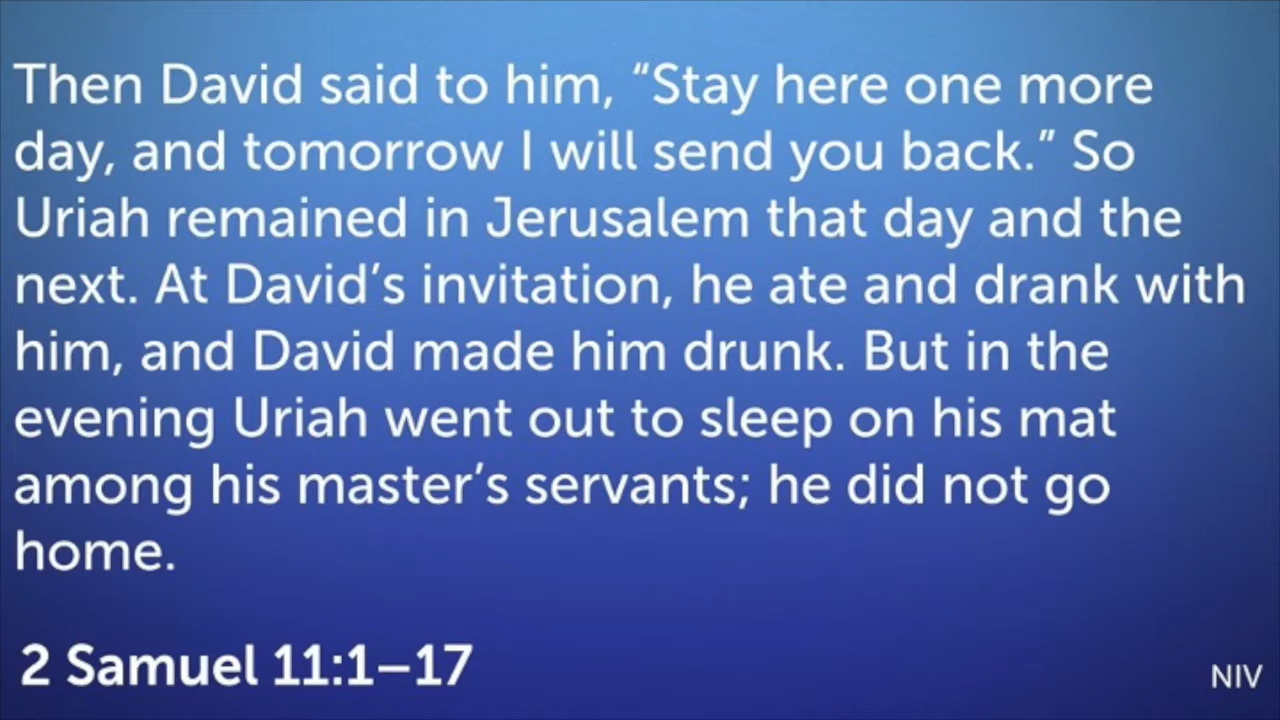 Then David said to him, “Stay here one more
day, and tomorrow I will send you back.” So
Uriah remained in Jerusalem that day and the
next. At David’s invitation, he ate and drank with
him, and David made him drunk. But in the
evening Uriah went out to sleep on his mat
among his master’s servants; he did not go
home.
2 Samuel 11:1–17
NIV